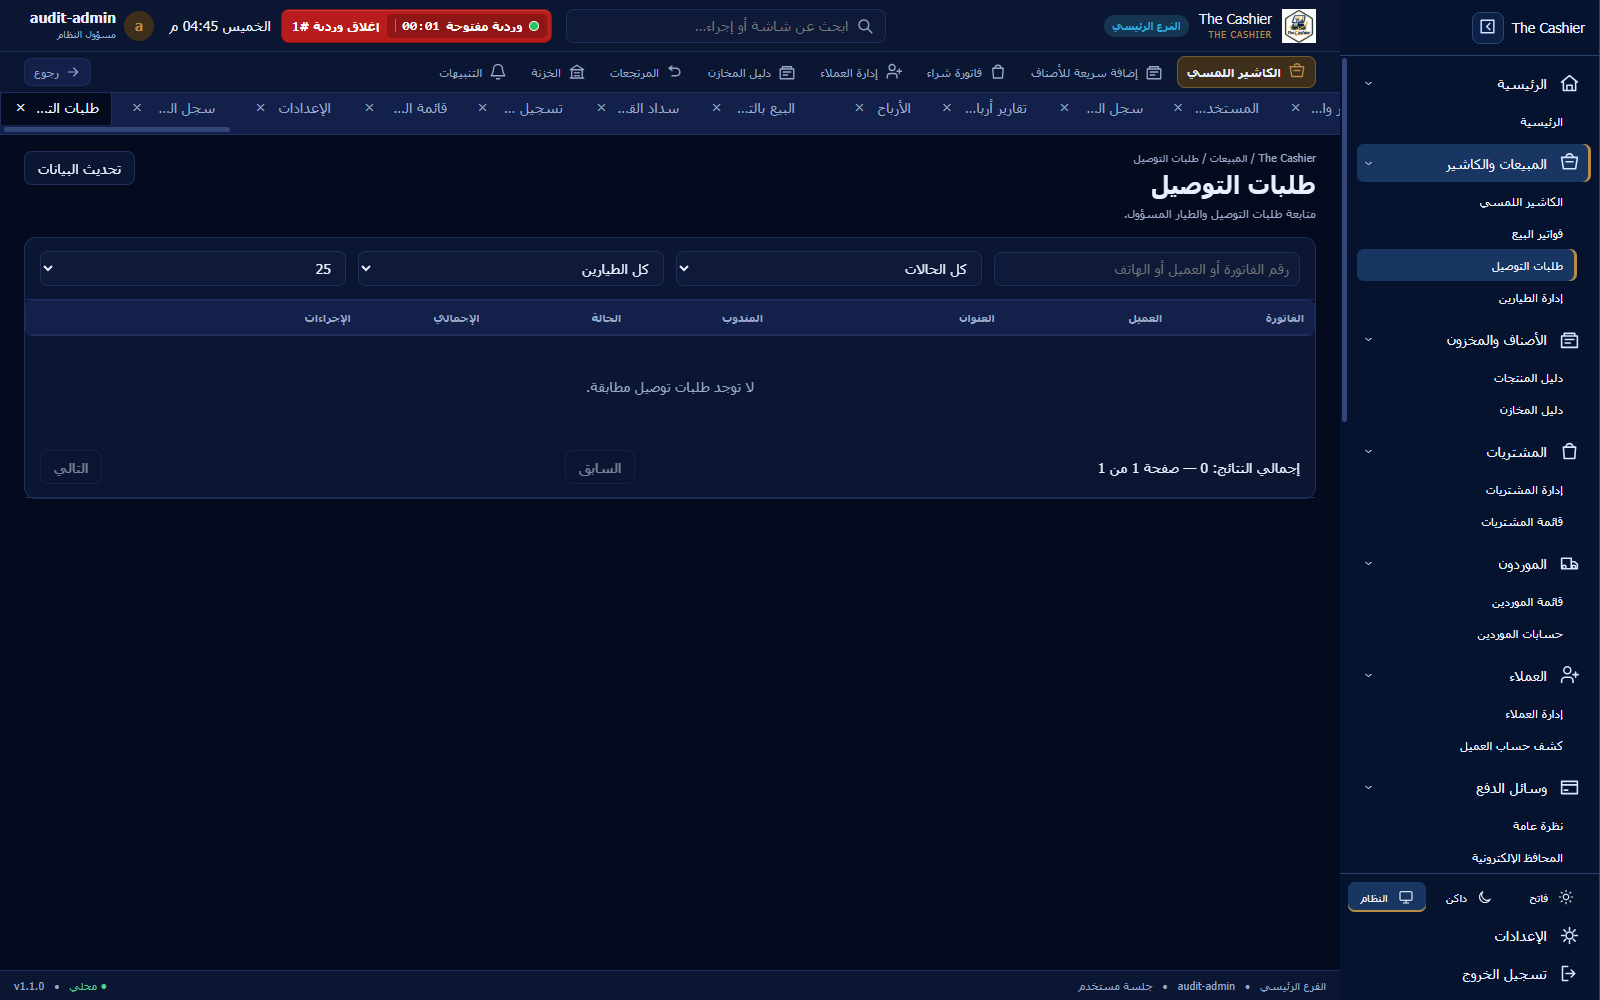 The Cashier
الرئيسية
الرئيسية
المبيعات والكاشير
الكاشير اللمسي
فواتير البيع
طلبات التوصيل
إدارة الطيارين
الأصناف والمخزون
دليل المنتجات
دليل المخازن
المشتريات
إدارة المشتريات
قائمة المشتريات
الموردون
قائمة الموردين
حسابات الموردين
العملاء
إدارة العملاء
كشف حساب العميل
وسائل الدفع
نظرة عامة
المحافظ الإلكترونية
فاتح
داكن
النظام
الإعدادات
تسجيل الخروج
The Cashier
THE CASHIER
الفرع الرئيسي
ابحث عن شاشة أو إجراء...
وردية مفتوحة 00:01
إغلاق وردية #1
الخميس 04:45 م
a
audit-admin
مسؤول النظام
الكاشير اللمسي
إضافة سريعة للأصناف
فاتورة شراء
إدارة العملاء
دليل المخازن
المرتجعات
الخزنة
التنبيهات
رجوع
ر وا...
المستخد...
سجل ال...
تقارير أربا...
الأرباح
البيع بالت...
سداد الق...
تسجيل ...
قائمة ال...
الإعدادات
سجل ال...
طلبات الت...
The Cashier / المبيعات / طلبات التوصيل
طلبات التوصيل
متابعة طلبات التوصيل والطيار المسؤول.
تحديث البيانات
رقم الفاتورة أو العميل أو الهاتف
كل الحالات
كل الطيارين
25
الفاتورة
العميل
العنوان
المندوب
الحالة
الإجمالي
الإجراءات
لا توجد طلبات توصيل مطابقة.
إجمالي النتائج: 0 — صفحة 1 من 1
السابق
التالي
الفرع الرئيسي • audit-admin • جلسة مستخدم
محلي • v1.1.0